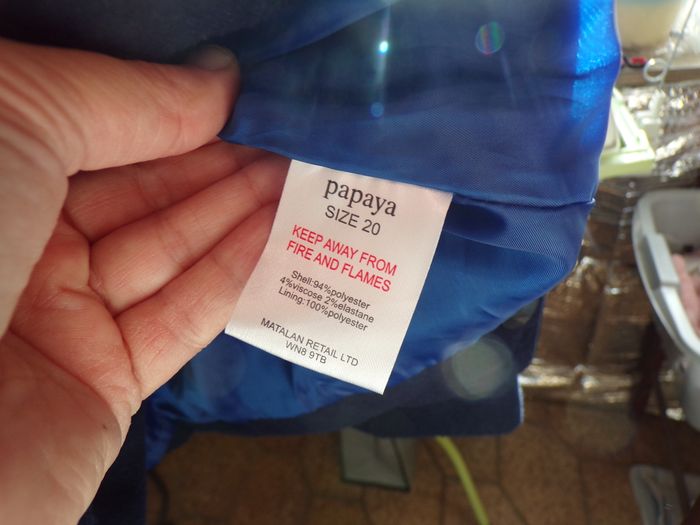 papaya
SIZE 20
KEEP AWAY FROM
FIRE AND FLAMES
Shell:94%polyester
4%viscose 2%elastane
Lining:100%polyester
MATALAN RETAIL LTD
WN8 9TB